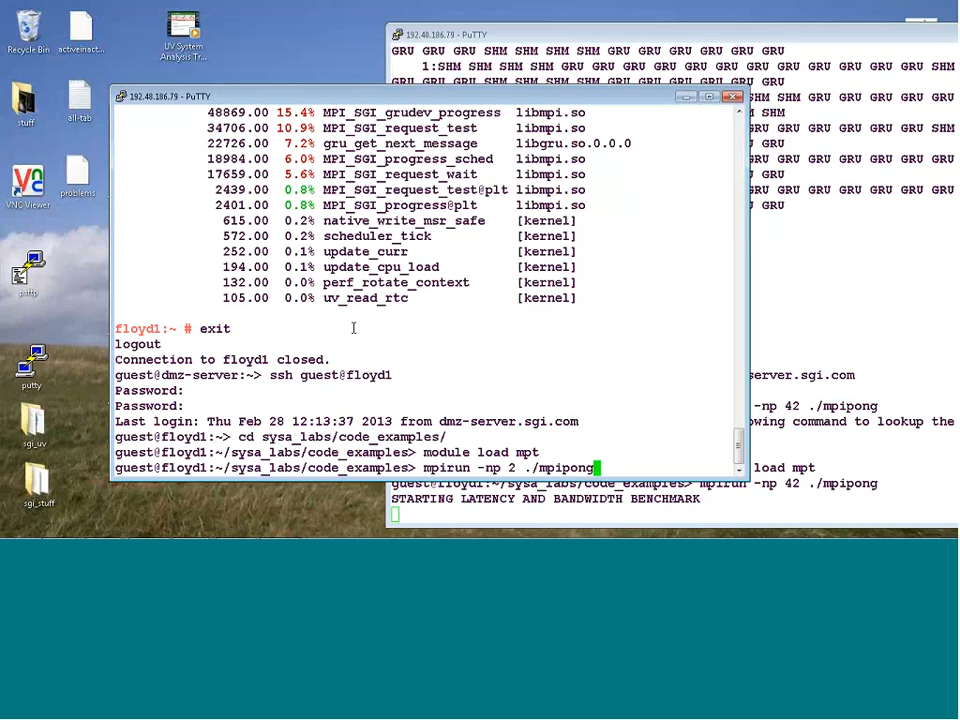 Recycle Bin
activeinact...
UV System
Analysis Tr...
stuff
all-tab
VNC Viewer
problems
pstfp
putty
sgi_uv
sgi_stuff
192.48.186.79 - PuTTY
GRU GRU GRU SHM SHM SHM SHM GRU GRU GRU GRU GRU GRU GRU
1:SHM SHM SHM SHM GRU GRU GRU GRU GRU GRU GRU GRU SHM
GRU GRU GRU SHM SHM SHM SHM GRU GRU GRU GRU GRU GRU GRU
192.48.186.79 - PuTTY
48869.00 15.4% MPI_SGI_grudev_progress libmpi.so
34706.00 10.9% MPI_SGI_request_test libmpi.so
22726.00 7.2% gru_get_next_message libgru.so.0.0.0
18984.00 6.0% MPI_SGI_progress_sched libmpi.so
17659.00 5.6% MPI_SGI_request_wait libmpi.so
2439.00 0.8% MPI_SGI_request_test@plt libmpi.so
2401.00 0.8% MPI_SGI_progress@plt libmpi.so
615.00 0.2% native_write_msr_safe [kernel]
572.00 0.2% scheduler_tick [kernel]
252.00 0.1% update_curr [kernel]
194.00 0.1% update_cpu_load [kernel]
132.00 0.0% perf_rotate_context [kernel]
105.00 0.0% uv_read_rtc [kernel]
floyd1:~ # exit
logout
Connection to floyd1 closed.
guest@dmz-server:~> ssh guest@floyd1
Password:
Password:
Last login: Thu Feb 28 12:13:37 2013 from dmz-server.sgi.com
guest@floyd1:~> cd sysa_labs/code_examples/
guest@floyd1:~/sysa_labs/code_examples> module load mpt
guest@floyd1:~/sysa_labs/code_examples> mpirun -np 2 ./mpipong
SHM GRU GRU GRU GRU GRU GRU GRU GRU SHM
GRU SHM
GRU GRU GRU GRU GRU GRU GRU GRU SHM
GRU GRU
GRU GRU
GRU GRU
server.sgi.com
-np 42 ./mpipong
owing command to lookup the
load mpt
guest@floyd1:~/sysa_labs/code_examples> mpirun -np 42 ./mpipong
STARTING LATENCY AND BANDWIDTH BENCHMARK